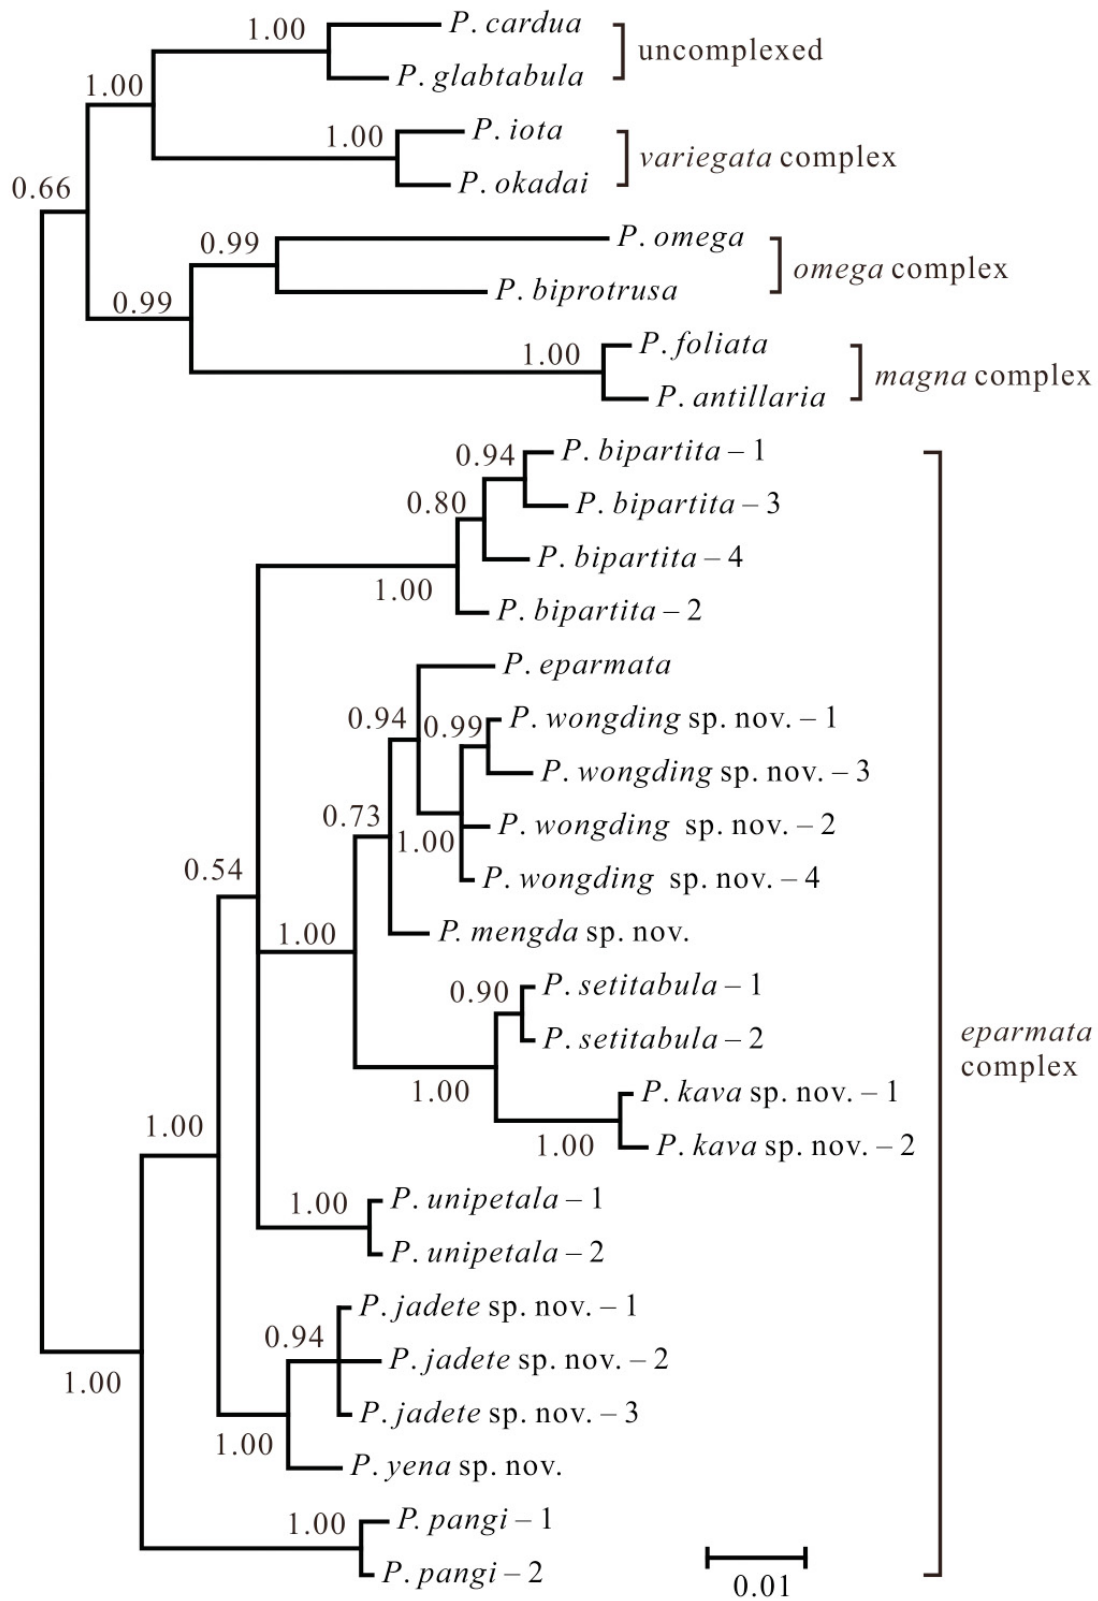 P. cardua
1.00
uncomplexed
P. glabtabula
1.00
P. iota
1.00
variegata complex
P. okadai
0.66
P. omega
0.99
omega complex
P. biprotrusa
0.99
P. foliata
1.00
magna complex
P. antillaria
P. bipartita – 1
0.94
P. bipartita – 3
0.80
P. bipartita – 4
1.00
P. bipartita – 2
P. eparmata
0.94
0.99
P. wongding sp. nov. – 1
P. wongding sp. nov. – 3
0.73
P. wongding sp. nov. – 2
1.00
P. wongding sp. nov. – 4
0.54
1.00
P. mengda sp. nov.
0.90
P. setitabula – 1
P. setitabula – 2
eparmata
complex
1.00
P. kava sp. nov. – 1
1.00
P. kava sp. nov. – 2
1.00
1.00
P. unipetala – 1
P. unipetala – 2
P. jadete sp. nov. – 1
0.94
P. jadete sp. nov. – 2
1.00
P. jadete sp. nov. – 3
1.00
P. yena sp. nov.
1.00
P. pangi – 1
P. pangi – 2
0.01